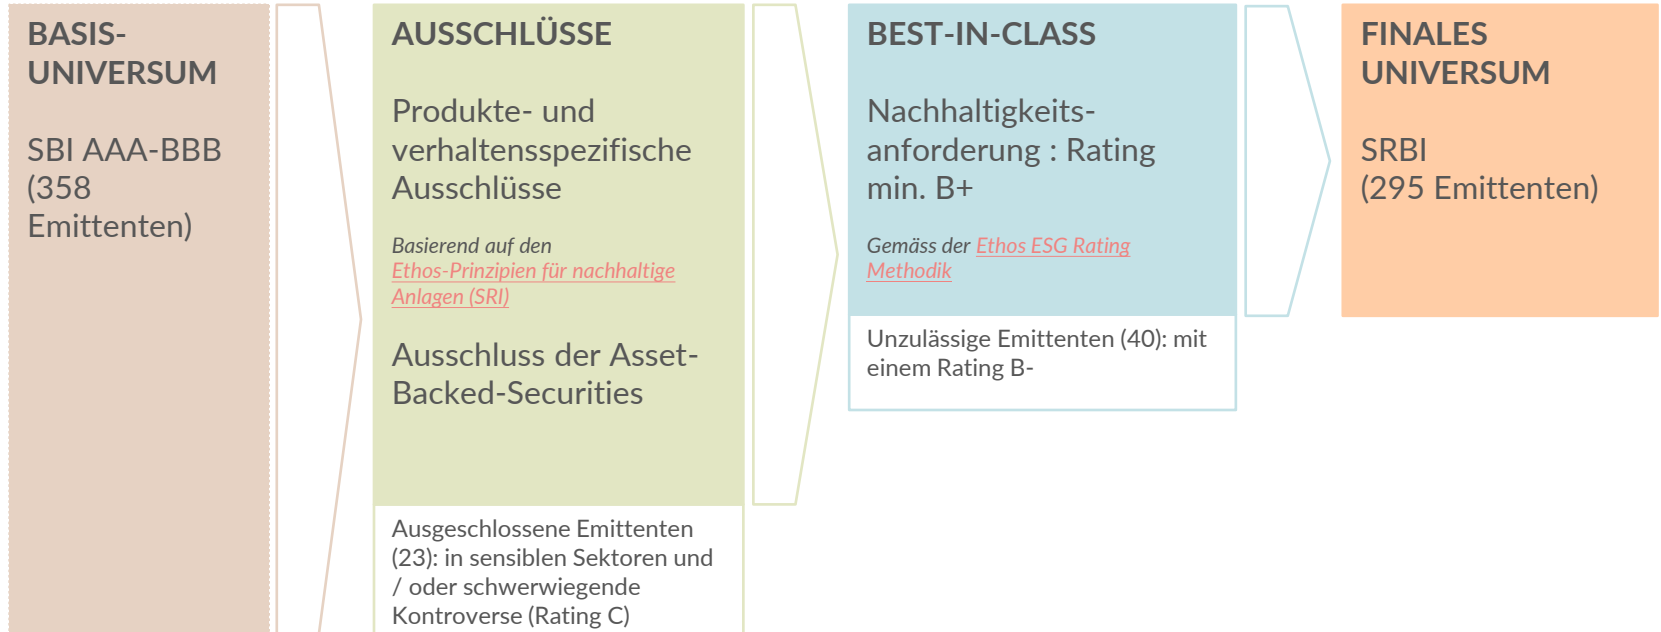 BASIS-
UNIVERSUM
SBI AAA-BBB
(358
Emittenten)
AUSSCHLÜSSE
Produkte- und
verhaltensspezifische
Ausschlüsse
Basierend auf den
Ethos-Prinzipien für nachhaltige
Anlagen (SRI)
Ausschluss der Asset-
Backed-Securities
Ausgeschlossene Emittenten
(23): in sensiblen Sektoren und
/ oder schwerwiegende
Kontroverse (Rating C)
BEST-IN-CLASS
Nachhaltigkeits-
anforderung : Rating
min. B+
Gemäss der Ethos ESG Rating
Methodik
Unzulässige Emittenten (40): mit
einem Rating B-
FINALES
UNIVERSUM
SRBI
(295 Emittenten)